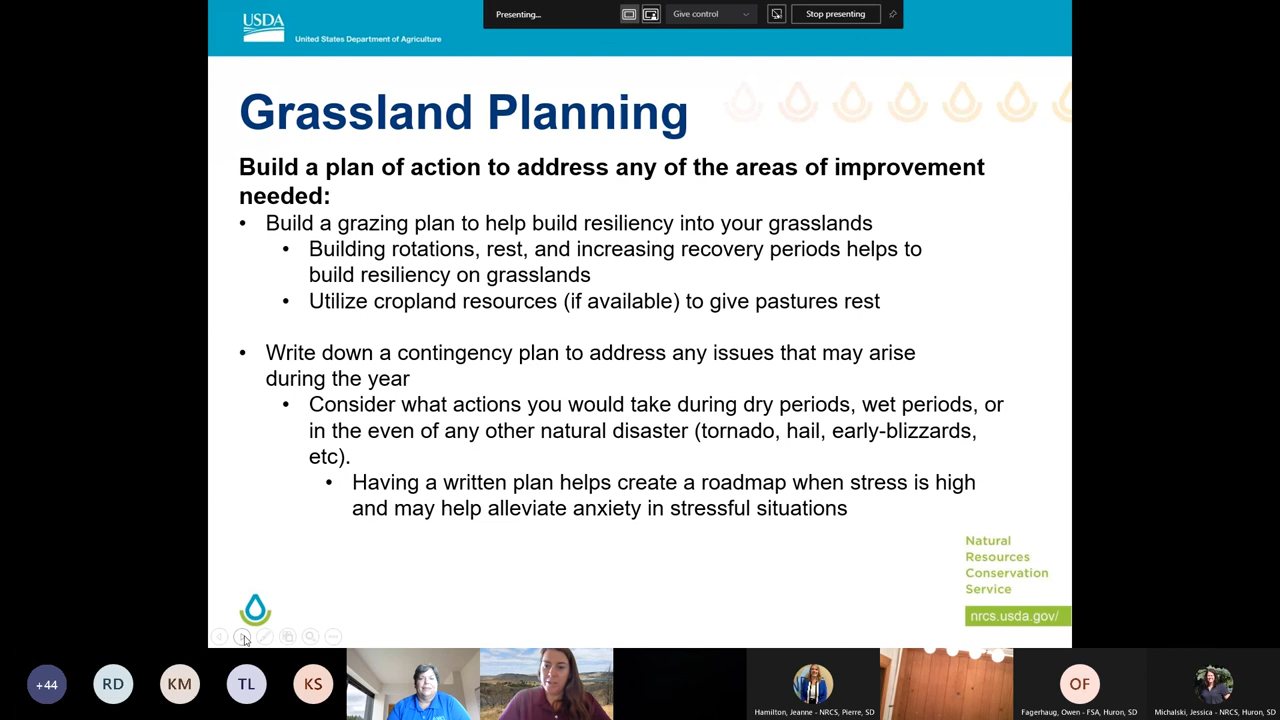 Presenting...
Give control
Stop presenting
USDA
United States Department of Agriculture
Grassland Planning
Build a plan of action to address any of the areas of improvement
needed:
• Build a grazing plan to help build resiliency into your grasslands
• Building rotations, rest, and increasing recovery periods helps to
build resiliency on grasslands
• Utilize cropland resources (if available) to give pastures rest
• Write down a contingency plan to address any issues that may arise
during the year
• Consider what actions you would take during dry periods, wet periods, or
in the even of any other natural disaster (tornado, hail, early-blizzards,
etc).
• Having a written plan helps create a roadmap when stress is high
and may help alleviate anxiety in stressful situations
Natural
Resources
Conservation
Service
nrcs.usda.gov/
+44
RD
KM
TL
KS
Hamilton, Jeanne - NRCS, Pierre, SD
OF
Fagerhaug, Owen - FSA, Huron, SD
Michalski, Jessica - NRCS, Huron, SD